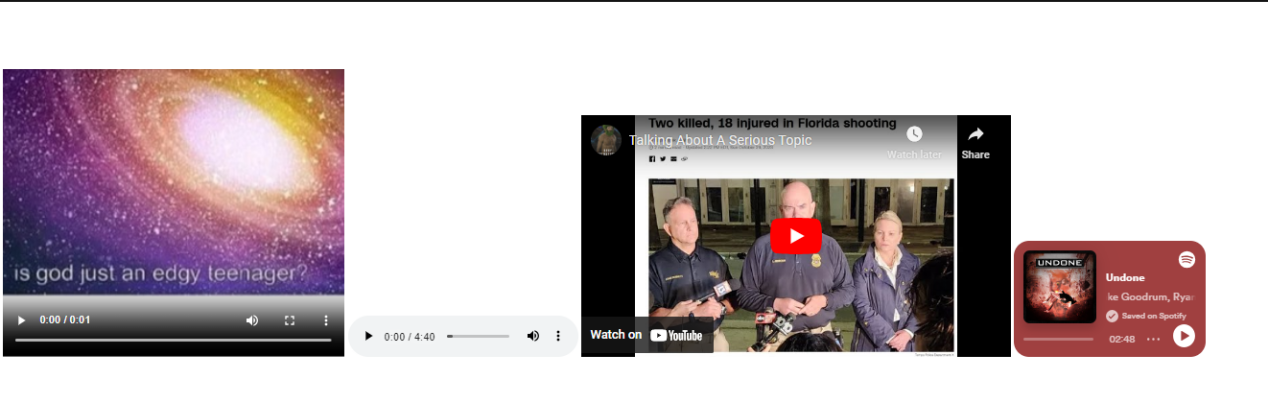 is god just an edgy teenager?
0:00 / 0:01
0:00 / 4:40
Two killed, 18 injured in Florida shooting
Talking About A Serious Topic
Watch later
Share
Watch on YouTube
UNDONE
Undone
ke Goodrum, Ryan
Saved on Spotify
02:48